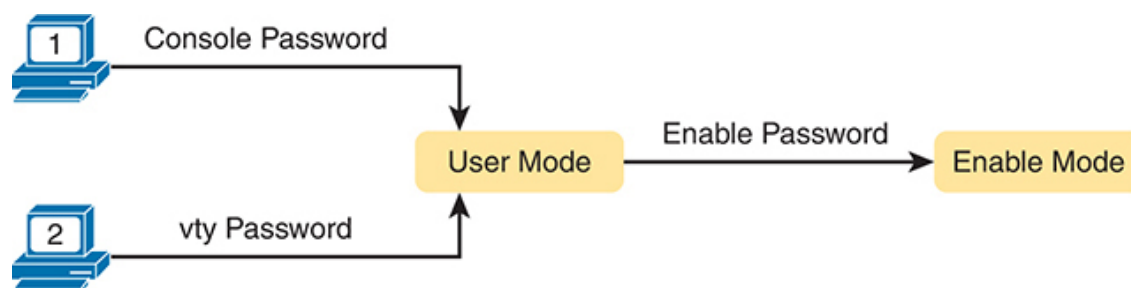 1
Console Password
User Mode
Enable Password
Enable Mode
2
vty Password